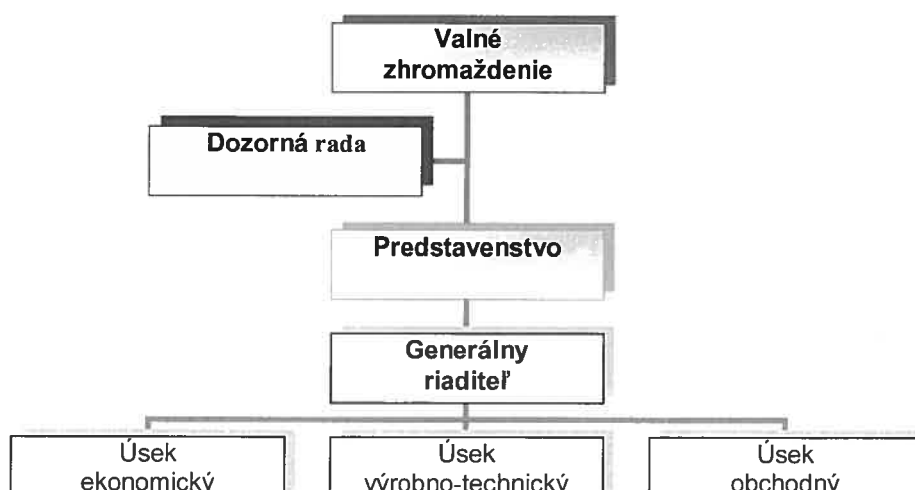 Valné
zhromaždenie
Dozorná rada
Predstavenstvo
Generálny
riaditeľ
Úsek
ekonomický
Úsek
výrobno-technický
Úsek
obchodný